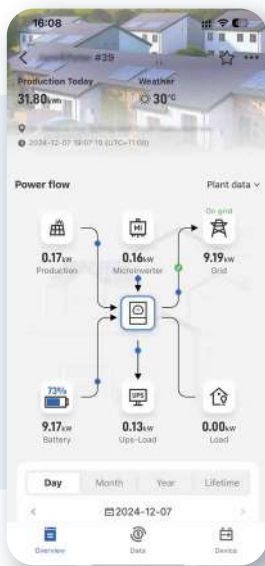 16:08
#39
Production Today Weather
31.80kWh 30°C
2024-12-07 19:07:19 (UTC+11:00)
Power flow Plant data
On grid
0.17kW 0.16kW 9.19kW
Production Microinverter Grid
MI
UPS
73%
9.17kW 0.13kW 0.00kW
Battery Ups-Load Load
Day Month Year Lifetime
2024-12-07
Overview Data Device